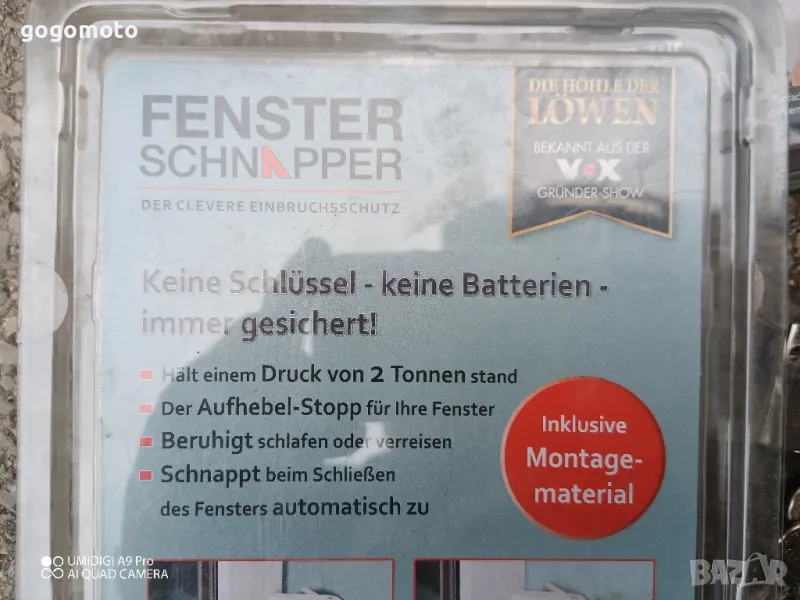 gogomoto
FENSTER
SCHNAPPER
DER CLEVERE EINBRUCHSSCHUTZ
DIE HÖHLE DER
LÖWEN
BEKANNT AUS DER
VOX
GRÜNDER-SHOW
Keine Schlüssel - keine Batterien -
immer gesichert!
Hält einem Druck von 2 Tonnen stand
Der Aufhebel-Stopp für Ihre Fenster
Beruhigt schlafen oder verreisen
Schnappt beim Schließen
des Fensters automatisch zu
Inklusive
Montage-
material
UMIDIGI A9 Pro
AI QUAD CAMERA
BAZAR